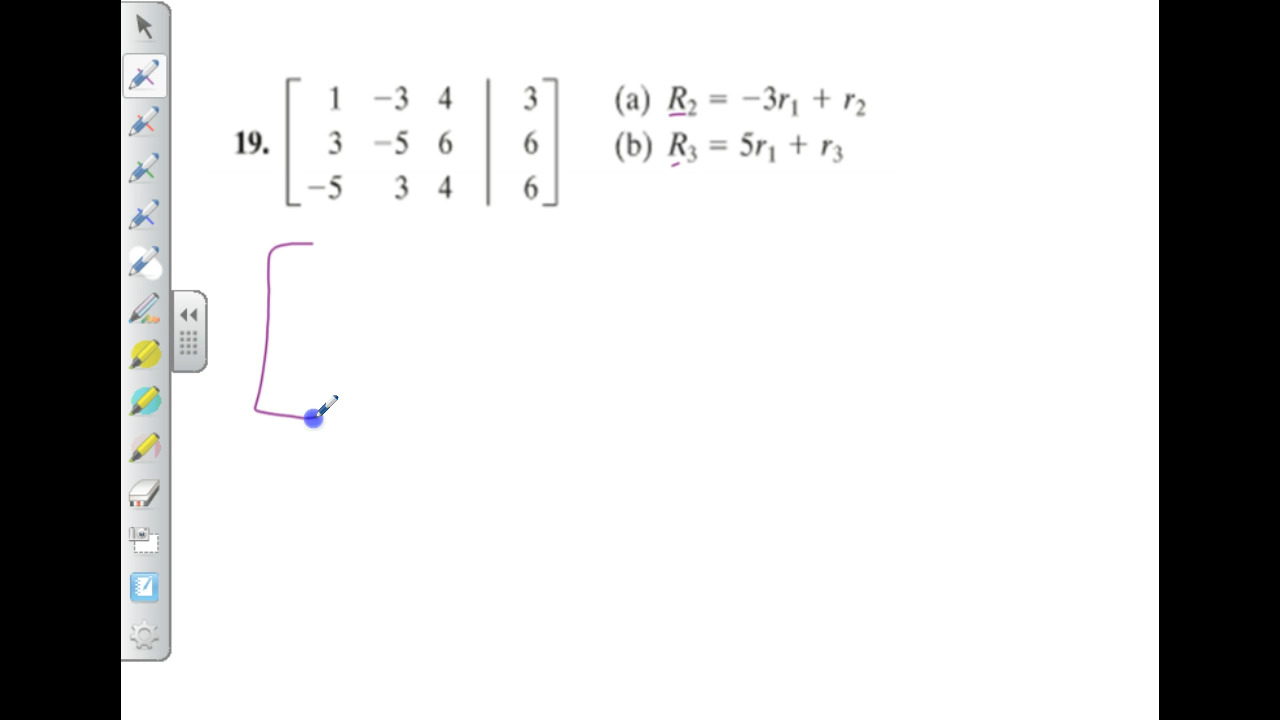 1 −3 4 | 3 (a) R₂ = −3r₁ + r₂
19. 3 −5 6 | 6 (b) R₃ = 5r₁ + r₃
−5 3 4 | 6